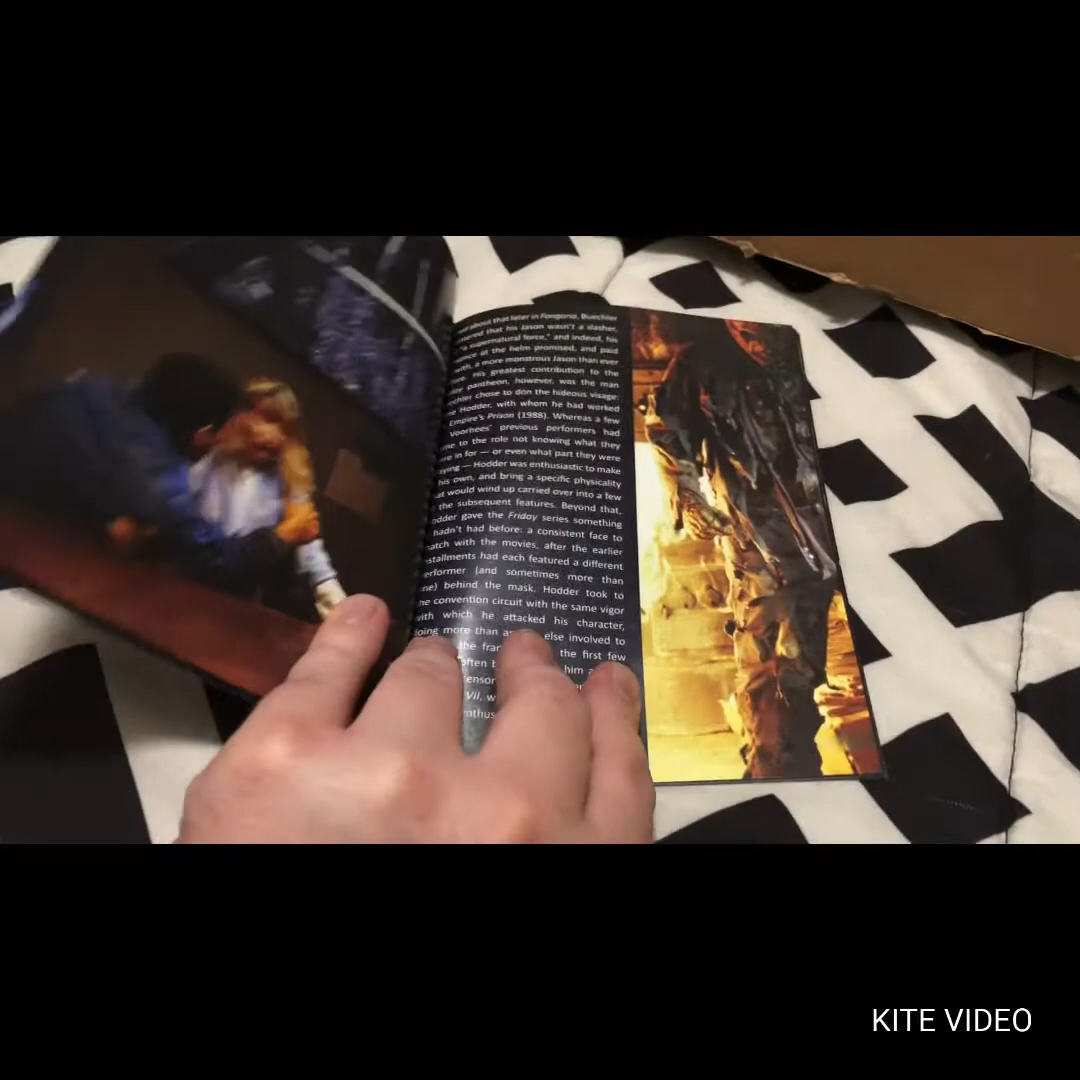 about that later in Fangoria, Buechler
that his Jason wasn't a slasher,
"a supernatural force," and indeed, his
at the helm promised, and paid
with, a more monstrous Jason than ever
His greatest contribution to the
pantheon, however, was the man
chose to don the hideous visage:
Hodder, with whom he had worked
Empire's Prison (1988). Whereas a few
Voorhees' previous performers had
to the role not knowing what they
in for — or even what part they were
— Hodder was enthusiastic to make
his own, and bring a specific physicality
would wind up carried over into a few
the subsequent features. Beyond that,
gave the Friday series something
hadn't had before: a consistent face to
with the movies, after the earlier
had each featured a different
(and sometimes more than
behind the mask. Hodder took to
the convention circuit with the same vigor
with which he attacked his character,
doing more than else involved to
the the first few
often him
VII,
KITE VIDEO